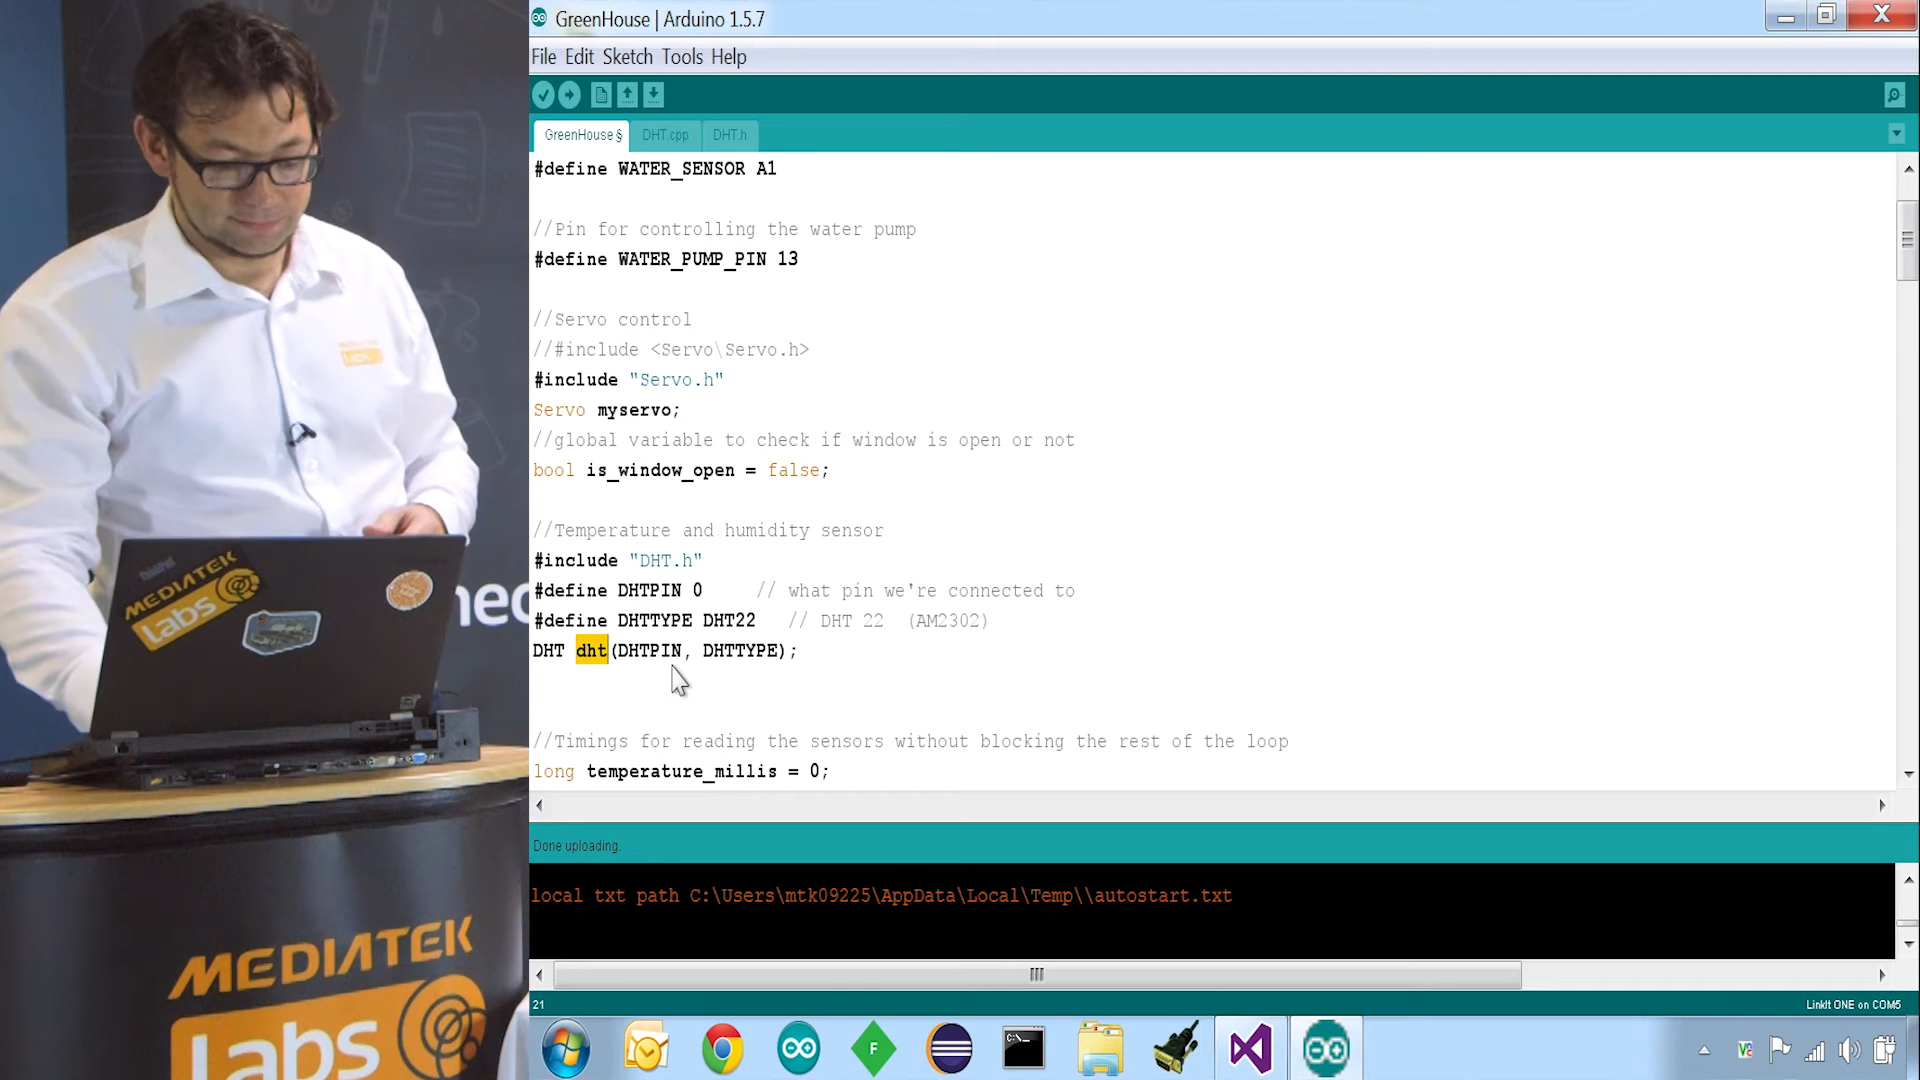 GreenHouse | Arduino 1.5.7
File Edit Sketch Tools Help
GreenHouse § DHT.cpp DHT.h
#define WATER_SENSOR A1
//Pin for controlling the water pump
#define WATER_PUMP_PIN 13
//Servo control
//#include <Servo\Servo.h>
#include "Servo.h"
Servo myservo;
//global variable to check if window is open or not
bool is_window_open = false;
//Temperature and humidity sensor
#include "DHT.h"
#define DHTPIN 0 // what pin we're connected to
#define DHTTYPE DHT22 // DHT 22 (AM2302)
DHT dht(DHTPIN, DHTTYPE);
//Timings for reading the sensors without blocking the rest of the loop
long temperature_millis = 0;
Done uploading.
local txt path C:\Users\mtk09225\AppData\Local\Temp\\autostart.txt
21
LinkIt ONE on COM5
F
C:\_
MEDIATEK
Labs
ThinkPad
MEDIATEK
labs
nec
MEDIATEK
labs